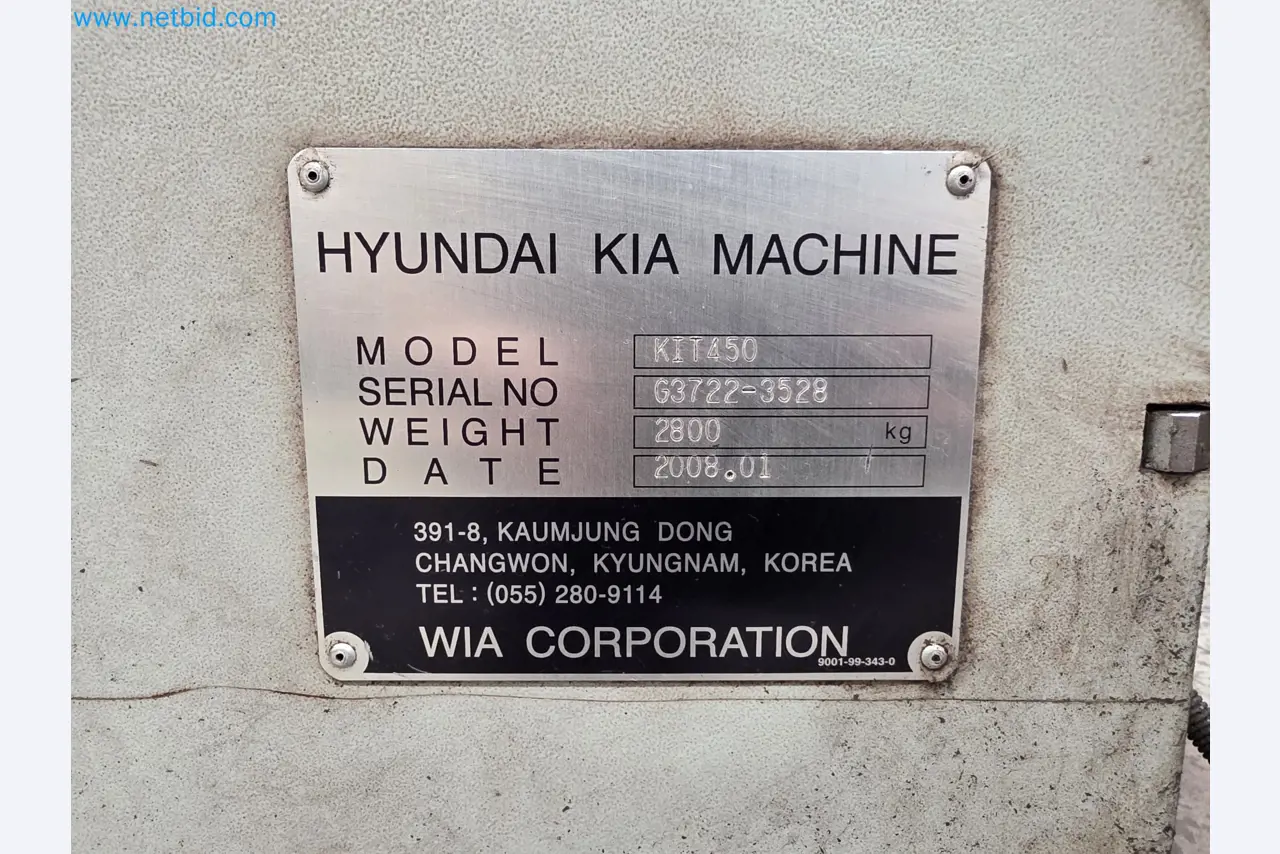 www.netbid.com
HYUNDAI KIA MACHINE
MODEL KIT450
SERIAL NO G3722-3528
WEIGHT 2800 kg
DATE 2008.01
391-8, KAUMJUNG DONG
CHANGWON, KYUNGNAM, KOREA
TEL : (055) 280-9114
WIA CORPORATION
9001-99-343-0